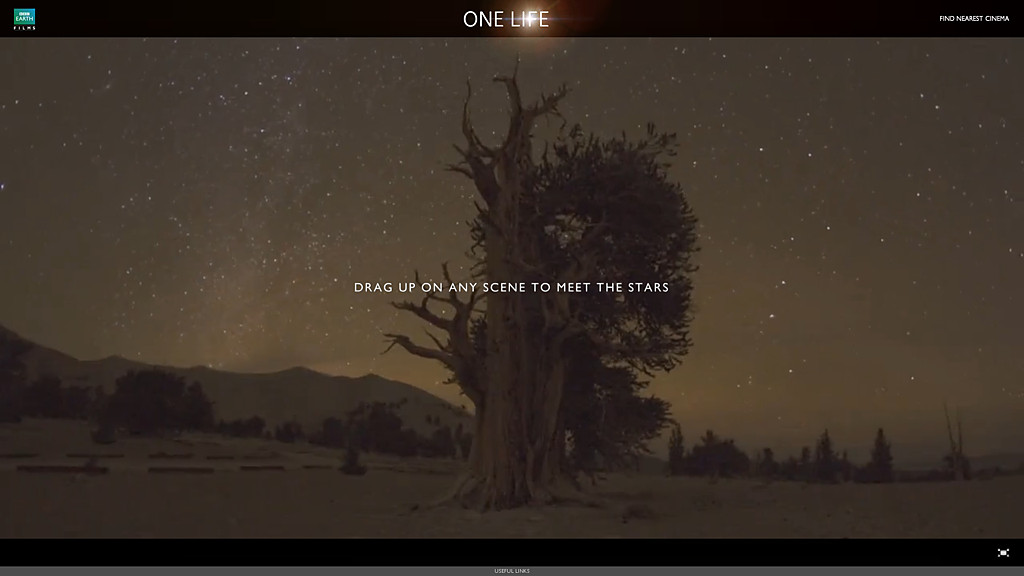 BBC
EARTH
FILMS
ONE LIFE
FIND NEAREST CINEMA
DRAG UP ON ANY SCENE TO MEET THE STARS
USEFUL LINKS